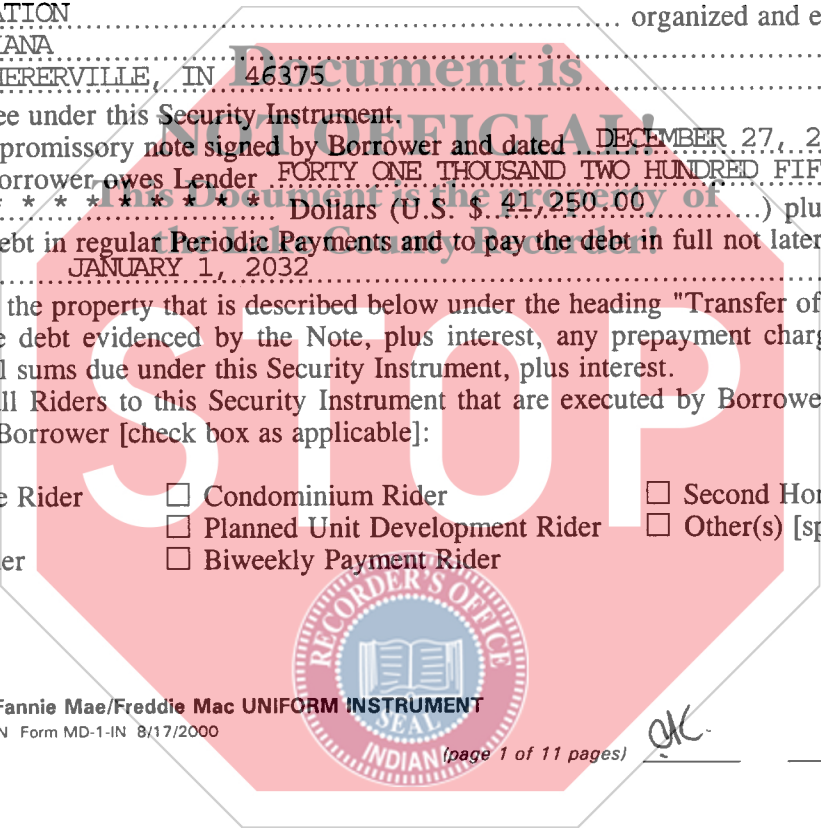 ATION organized and e
IANA
HERERVILLE, IN 46375
Document is
ee under this Security Instrument.
NOT OFFICIAL!
promissory note signed by Borrower and dated DECEMBER 27, 2
orrower owes Lender FORTY ONE THOUSAND TWO HUNDRED FIF
This Document is the property of
* * * * * * * * * Dollars (U.S. $ 41,250.00 ) plu
the Lake County Recorder!
ebt in regular Periodic Payments and to pay the debt in full not later
JANUARY 1, 2032
the property that is described below under the heading "Transfer of
e debt evidenced by the Note, plus interest, any prepayment charg
l sums due under this Security Instrument, plus interest.
ll Riders to this Security Instrument that are executed by Borrowe
Borrower [check box as applicable]:
STOP
e Rider ☐ Condominium Rider ☐ Second Hom
☐ Planned Unit Development Rider ☐ Other(s) [sp
er ☐ Biweekly Payment Rider
RECORDER'S OFFICE
SEAL
INDIANA
Fannie Mae/Freddie Mac UNIFORM INSTRUMENT
N Form MD-1-IN 8/17/2000
(page 1 of 11 pages)